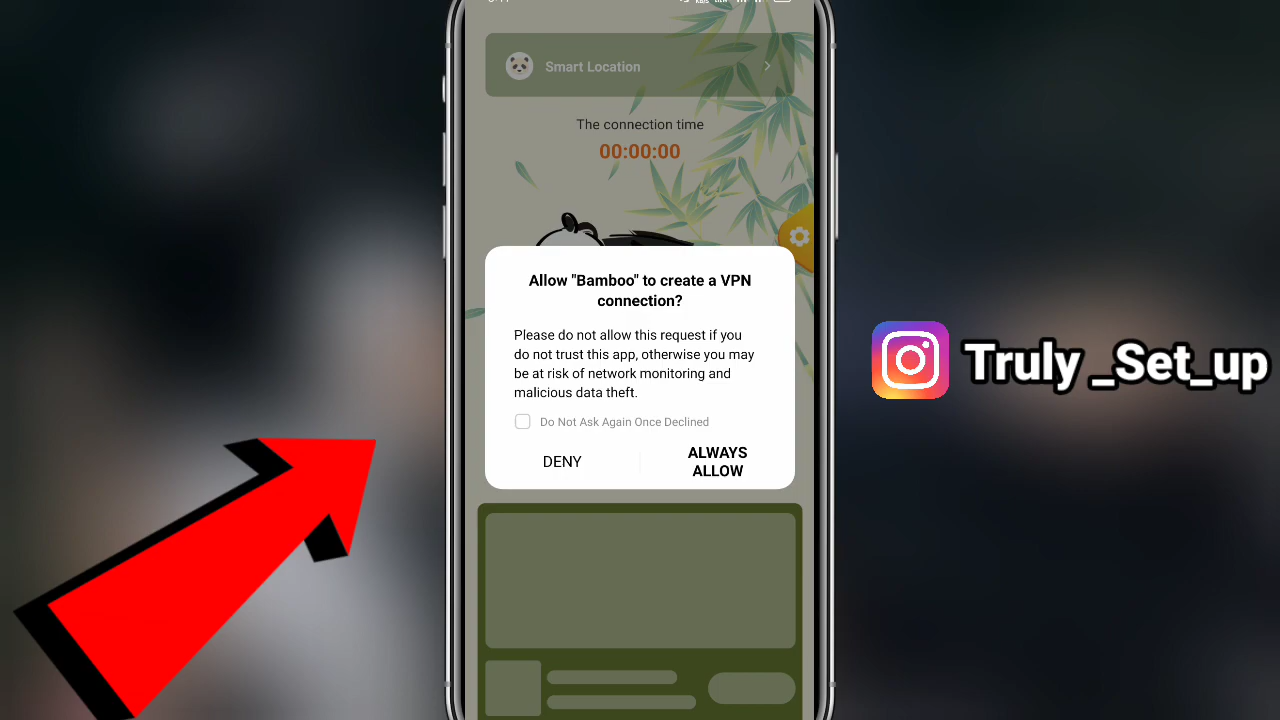 Smart Location
The connection time
00:00:00
Allow "Bamboo" to create a VPN
connection?
Please do not allow this request if you
do not trust this app, otherwise you may
be at risk of network monitoring and
malicious data theft.
Do Not Ask Again Once Declined
DENY
ALWAYS
ALLOW
Truly _Set_up